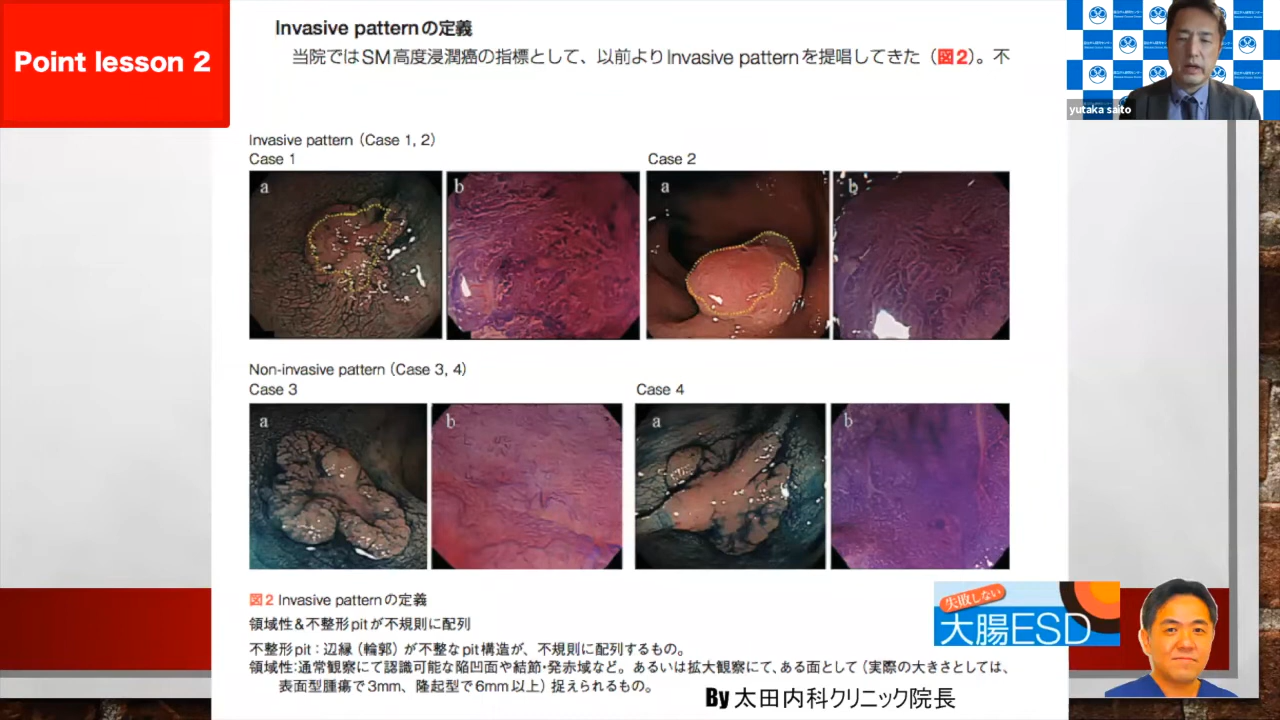 Point lesson 2
Invasive patternの定義
当院ではSM高度浸潤癌の指標として、以前よりInvasive patternを提唱してきた（図2）。不
yutaka saito
Invasive pattern（Case 1, 2）
Case 1
Case 2
a
b
a
b
Non-invasive pattern（Case 3, 4）
Case 3
Case 4
a
b
a
b
図2 Invasive patternの定義
領域性＆不整形pitが不規則に配列
不整形pit：辺縁（輪郭）が不整なpit構造が、不規則に配列するもの。
領域性：通常観察にて認識可能な陥凹面や結節・発赤域など。あるいは拡大観察にて、ある面として（実際の大きさとしては、
表面型腫瘍で3mm、隆起型で6mm以上）捉えられるもの。
失敗しない
大腸ESD
By 太田内科クリニック院長